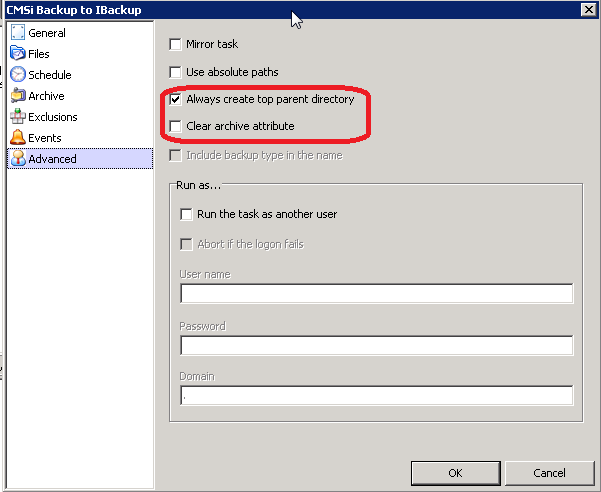 CMSi Backup to IBackup
General
Files
Schedule
Archive
Exclusions
Events
Advanced
Mirror task
Use absolute paths
Always create top parent directory
Clear archive attribute
Include backup type in the name
Run as...
Run the task as another user
Abort if the logon fails
User name
Password
Domain
.
OK
Cancel